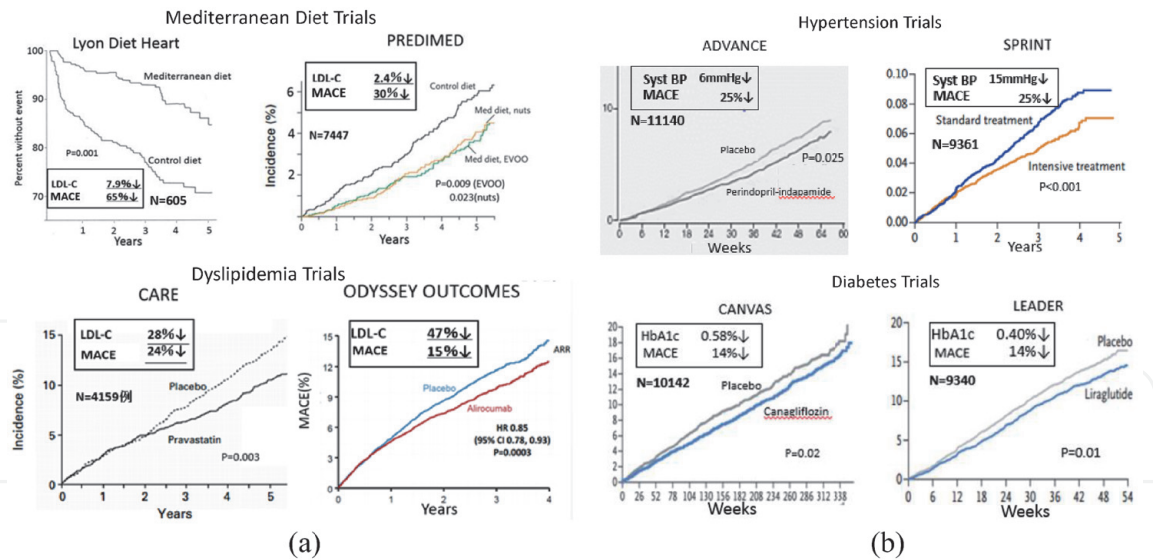 Mediterranean Diet Trials
Lyon Diet Heart
100
90
80
70
Percent without event
Mediterranean diet
P=0.001
Control diet
LDL-C 7.9%↓
MACE 65%↓
N=605
0 1 2 3 4 5
Years
PREDIMED
LDL-C 2.4%↓
MACE 30%↓
N=7447
Control diet
Med diet, nuts
Med diet, EVOO
P=0.009 (EVOO)
0.023(nuts)
Incidence (%)
6
4
2
0 1 2 3 4 5
Years
Hypertension Trials
ADVANCE
Syst BP 6mmHg↓
MACE 25%↓
N=11140
10
0
Placebo
P=0.025
Perindopril-indapamide
0 6 12 18 24 30 36 42 48 54 60 66
Weeks
SPRINT
Syst BP 15mmHg↓
MACE 25%↓
Standard treatment
N=9361
Intensive treatment
P<0.001
0.10
0.08
0.06
0.04
0.02
0.00
0 1 2 3 4 5
Years
Dyslipidemia Trials
CARE
LDL-C 28%↓
MACE 24%↓
Placebo
Pravastatin
P=0.003
Incidence (%)
15
10
5
0
0 1 2 3 4 5
Years
ODYSSEY OUTCOMES
LDL-C 47%↓
MACE 15%↓
ARR
Placebo
Alirocumab
HR 0.85
(95% CI 0.78, 0.93)
P=0.0003
MACE(%)
15
12
9
6
3
0
0 1 2 3 4
Years
Diabetes Trials
CANVAS
HbA1c 0.58%↓
MACE 14%↓
N=10142
Placebo
Canagliflozin
P=0.02
20
18
16
14
12
10
8
6
4
2
0
0 26 52 78 104 130 156 182 208 234 260 286 312 338
Weeks
LEADER
HbA1c 0.40%↓
MACE 14%↓
N=9340
Placebo
Liraglutide
P=0.01
20
15
10
5
0
0 6 12 18 24 30 36 42 48 54
Weeks
(a)
(b)